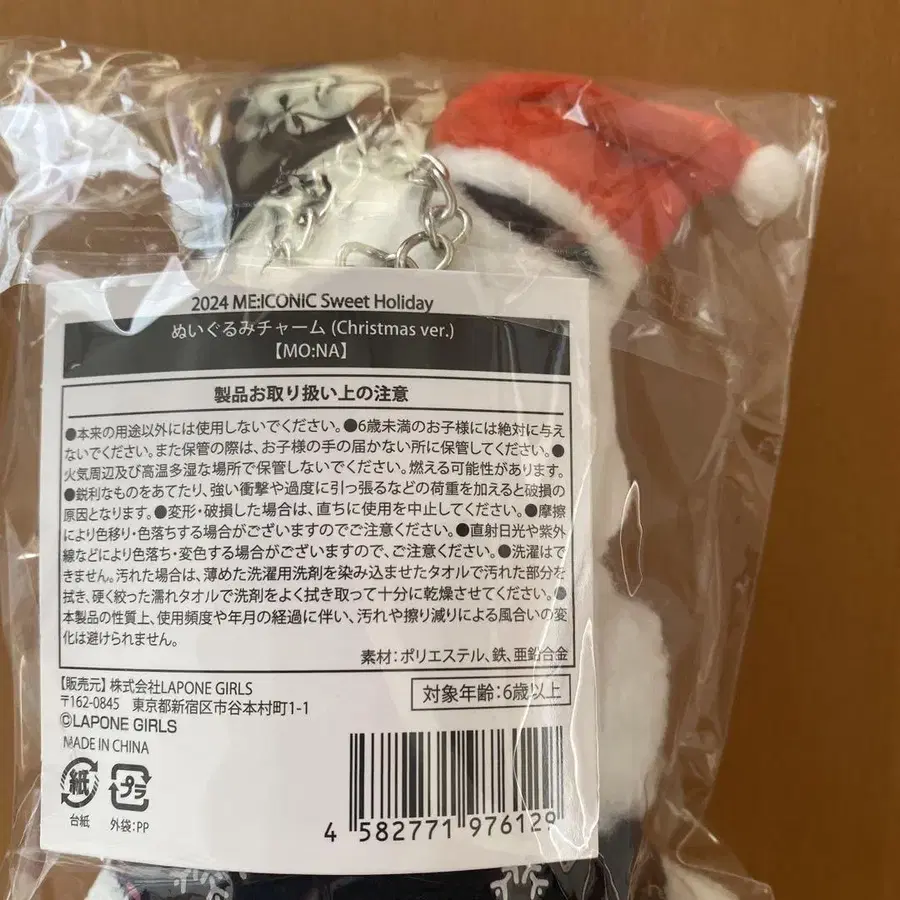 2024 ME:ICONIC Sweet Holiday
ぬいぐるみチャーム (Christmas ver.)
【MO:NA】
製品お取り扱い上の注意
●本来の用途以外には使用しないでください。●6歳未満のお子様には絶対に与え
ないでください。また保管の際は、お子様の手の届かない所に保管してください。●
火気周辺及び高温多湿な場所で保管しないでください。燃える可能性があります。
●鋭利なものをあてたり、強い衝撃や過度に引っ張るなどの荷重を加えると破損の
原因となります。●変形・破損した場合は、直ちに使用を中止してください。●摩擦
により色移り・色落ちする場合がございますのでご注意ください。●直射日光や紫外
線などにより色落ち・変色する場合がございますので、ご注意ください。●洗濯はで
きません。汚れた場合は、薄めた洗濯用洗剤を染み込ませたタオルで汚れた部分を
拭き、硬く絞った濡れタオルで洗剤をよく拭き取って十分に乾燥させてください。●
本製品の性質上、使用頻度や年月の経過に伴い、汚れや擦り減りによる風合いの変
化は避けられません。
素材:ポリエステル、鉄、亜鉛合金
【販売元】株式会社LAPONE GIRLS
〒162-0845 東京都新宿区市谷本村町1-1
©LAPONE GIRLS
MADE IN CHINA
対象年齢:6歳以上
紙
プラ
台紙
外袋:PP
4 582771 976129